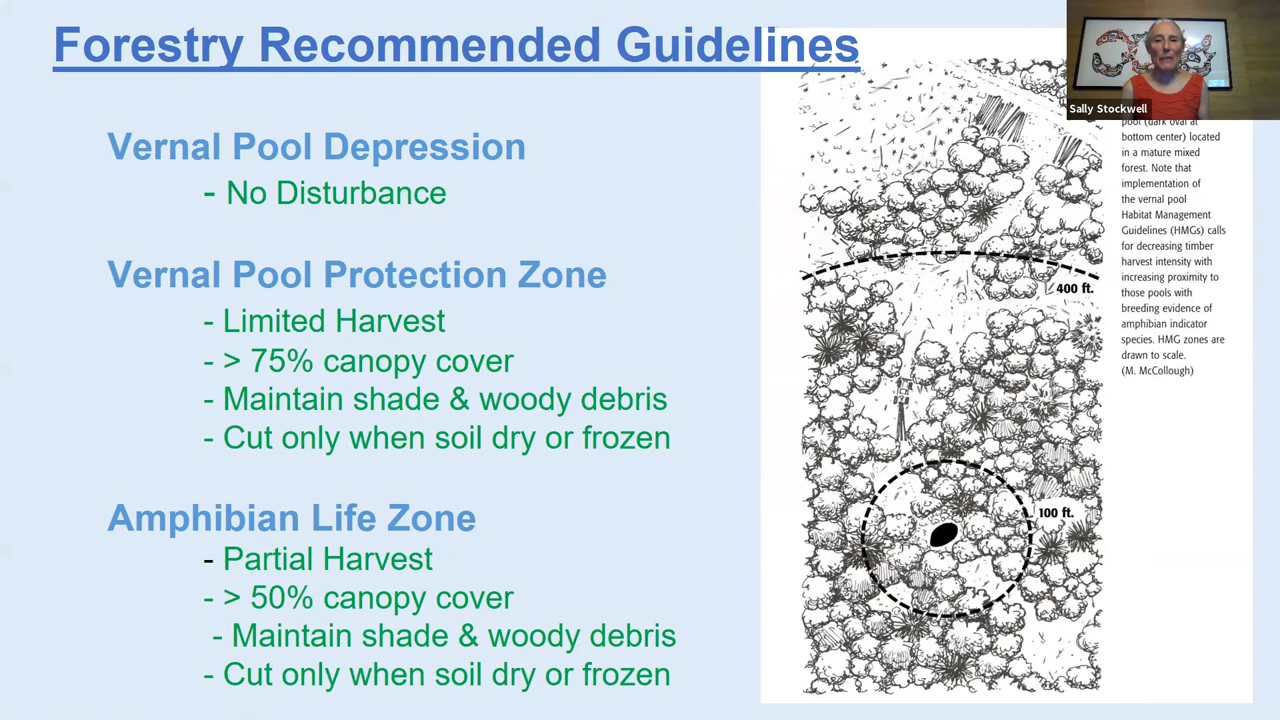 Forestry Recommended Guidelines
Vernal Pool Depression
- No Disturbance
Vernal Pool Protection Zone
- Limited Harvest
- > 75% canopy cover
- Maintain shade & woody debris
- Cut only when soil dry or frozen
Amphibian Life Zone
- Partial Harvest
- > 50% canopy cover
- Maintain shade & woody debris
- Cut only when soil dry or frozen
400 ft.
100 ft.
Sally Stockwell
pool (dark oval at
bottom center) located
in a mature mixed
forest. Note that
implementation of
the vernal pool
Habitat Management
Guidelines (HMGs) calls
for decreasing timber
harvest intensity with
increasing proximity to
those pools with
breeding evidence of
amphibian indicator
species. HMG zones are
drawn to scale.
(M. McCollough)